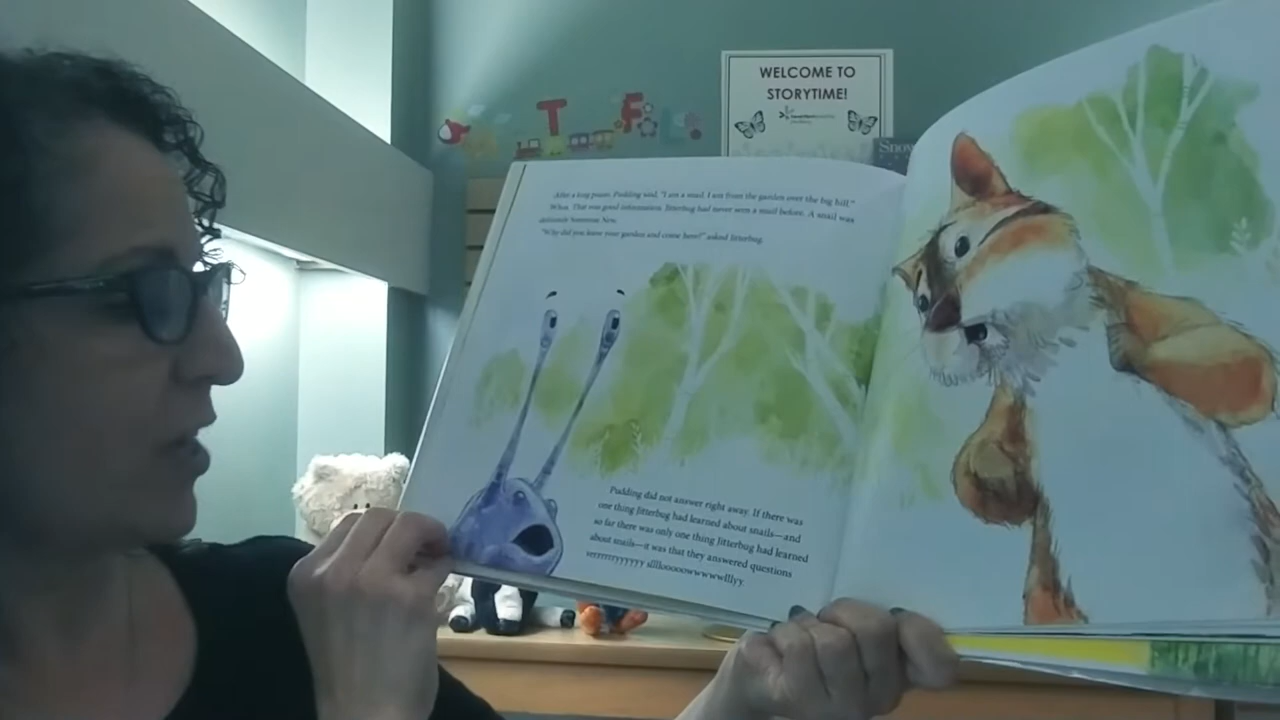 WELCOME TO
STORYTIME!
Snow
T F
After a long pause, Pudding said, "I am a snail. I am from the garden over the big hill."
Whoa. That was good information. Jitterbug had never seen a snail before. A snail was
definitely Someone New.
"Why did you leave your garden and come here?" asked Jitterbug.
Pudding did not answer right away. If there was
one thing Jitterbug had learned about snails—and
so far there was only one thing Jitterbug had learned
about snails—it was that they answered questions